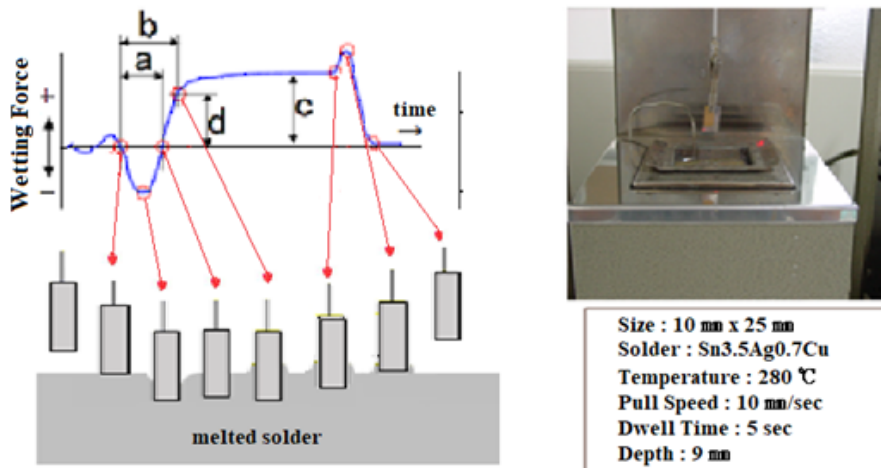 b
a
Wetting Force
+
−
c
d
time
melted solder
Size : 10 ㎜ x 25 ㎜
Solder : Sn3.5Ag0.7Cu
Temperature : 280 ℃
Pull Speed : 10 ㎜/sec
Dwell Time : 5 sec
Depth : 9 ㎜